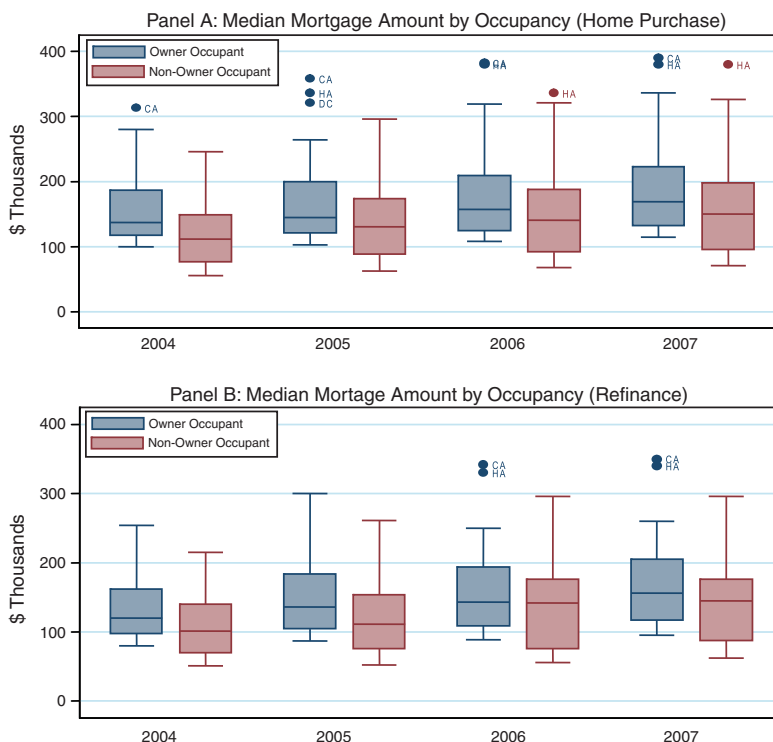 Panel A: Median Mortgage Amount by Occupancy (Home Purchase)
400
300
200
100
0
$ Thousands
Owner Occupant
Non-Owner Occupant
CA
CA
HA
DC
CA
HA
CA
HA
HA
2004
2005
2006
2007
Panel B: Median Mortage Amount by Occupancy (Refinance)
400
300
200
100
0
$ Thousands
Owner Occupant
Non-Owner Occupant
CA
HA
CA
HA
2004
2005
2006
2007